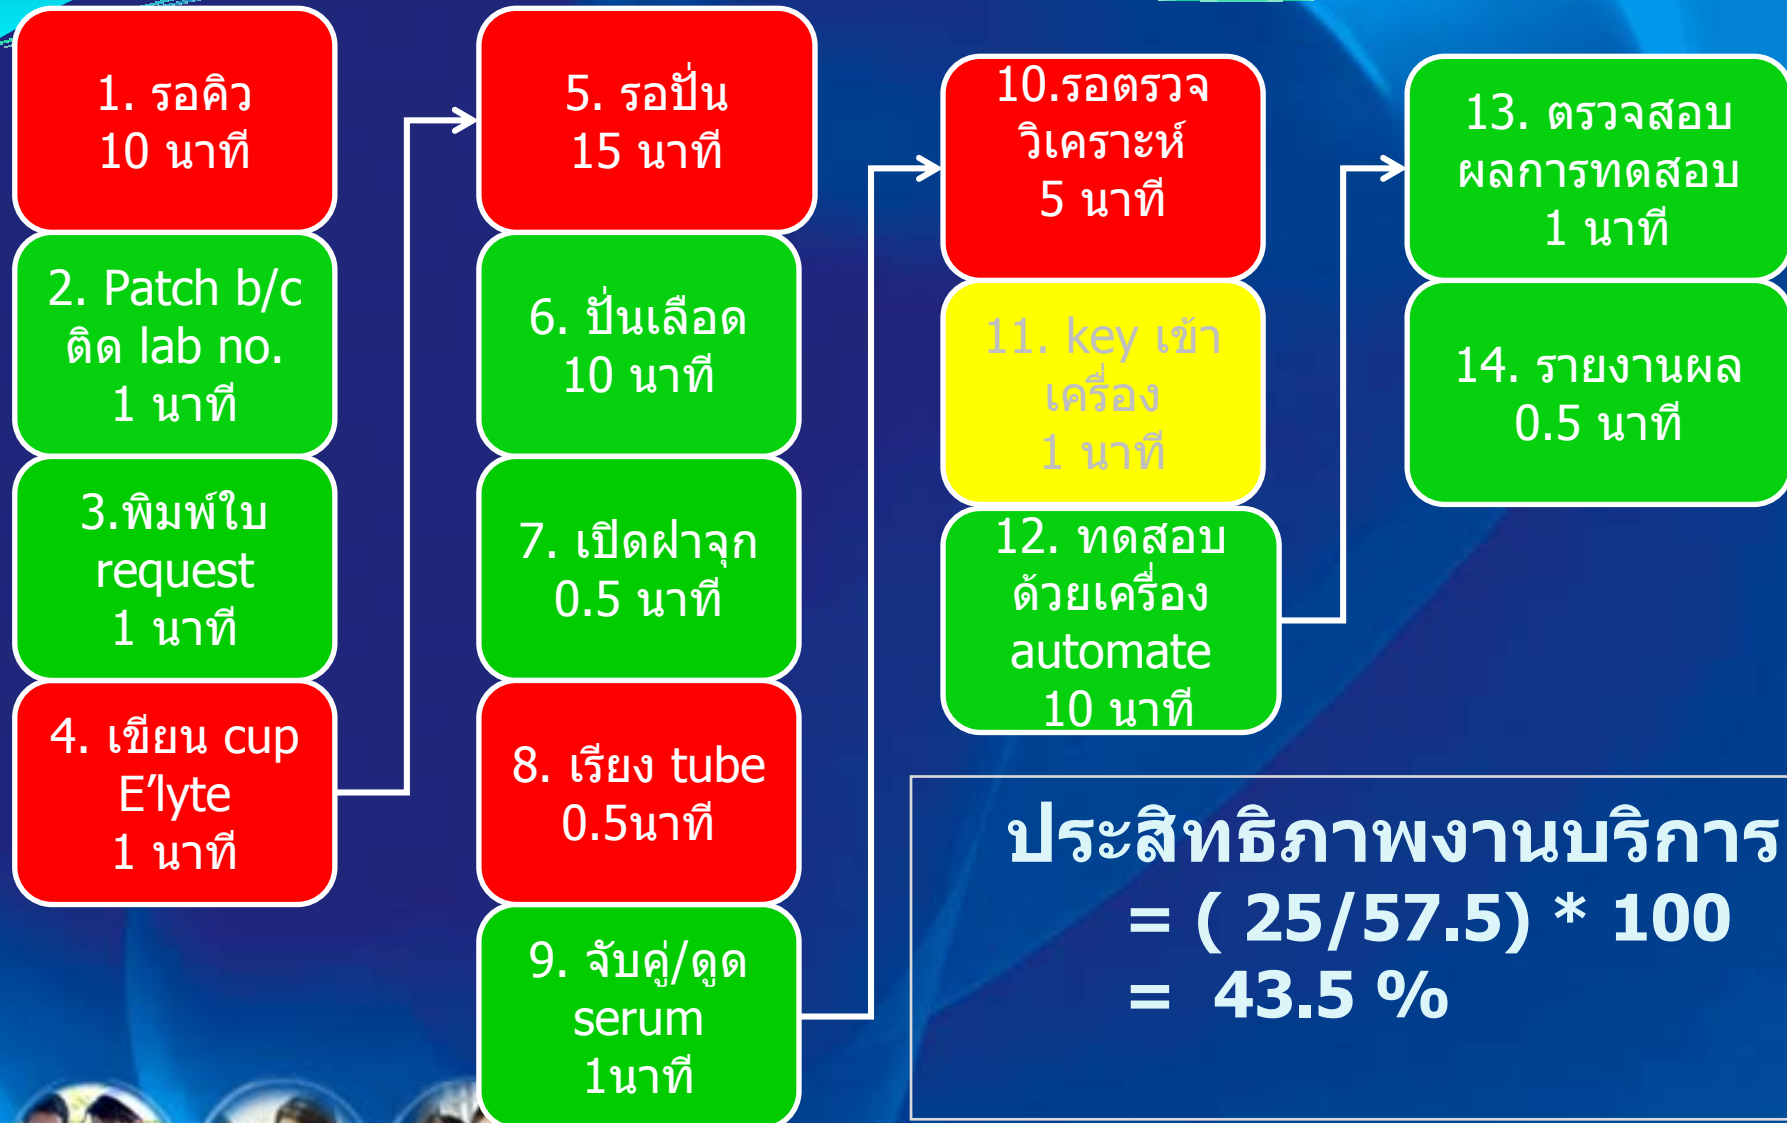 1. รอคิว
10 นาที
2. Patch b/c
ติด lab no.
1 นาที
3.พิมพ์ใบ
request
1 นาที
4. เขียน cup
E’lyte
1 นาที
5. รอปั่น
15 นาที
6. ปั่นเลือด
10 นาที
7. เปิดฝาจุก
0.5 นาที
8. เรียง tube
0.5นาที
9. จับคู่/ดูด
serum
1นาที
10.รอตรวจ
วิเคราะห์
5 นาที
11. key เข้า
เครื่อง
1 นาที
12. ทดสอบ
ด้วยเครื่อง
automate
10 นาที
13. ตรวจสอบ
ผลการทดสอบ
1 นาที
14. รายงานผล
0.5 นาที
ประสิทธิภาพงานบริการ
= ( 25/57.5) * 100
= 43.5 %